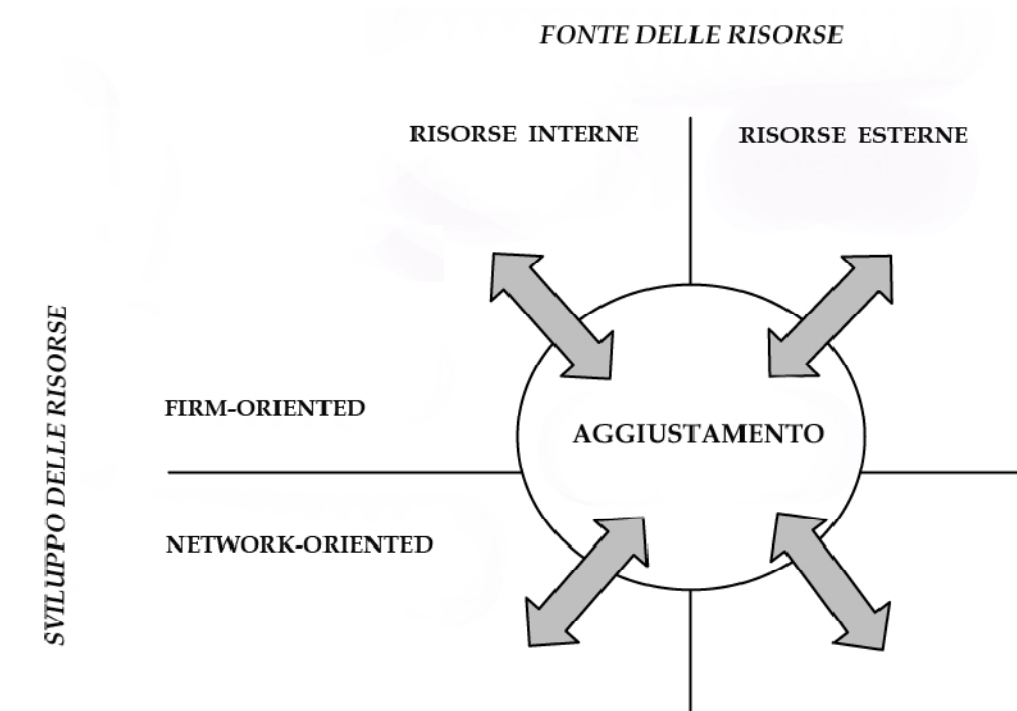 FONTE DELLE RISORSE
RISORSE INTERNE
RISORSE ESTERNE
SVILUPPO DELLE RISORSE
FIRM-ORIENTED
AGGIUSTAMENTO
NETWORK-ORIENTED